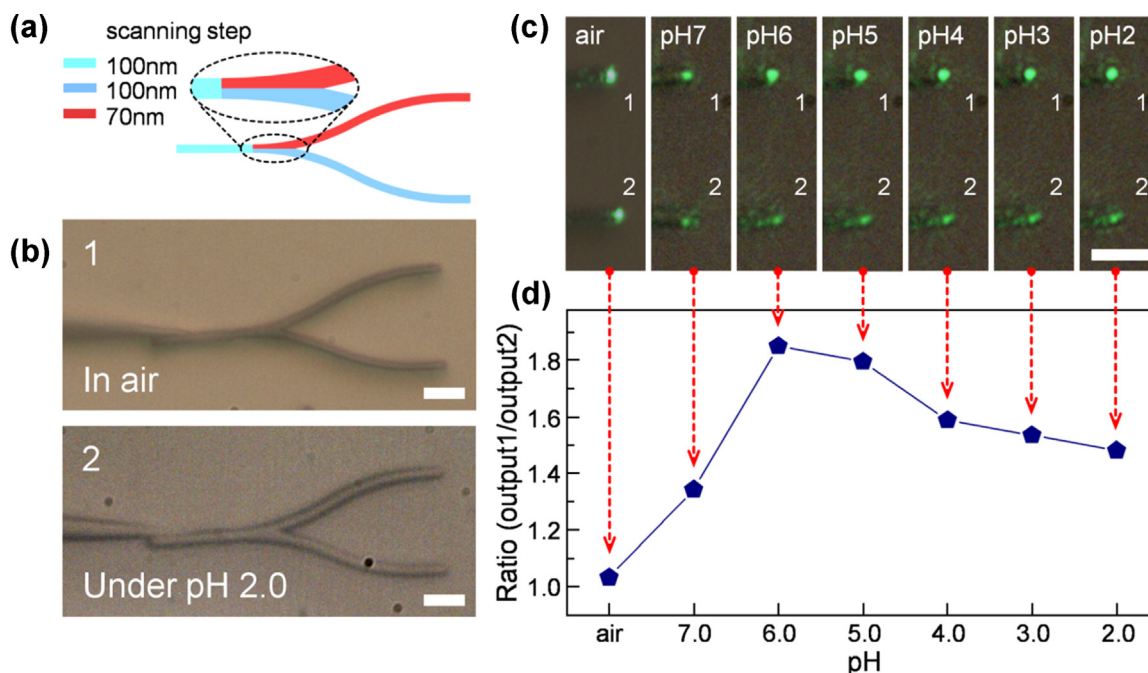 (a)
scanning step
100nm
100nm
70nm
(b)
1
In air
2
Under pH 2.0
(c)
air pH7 pH6 pH5 pH4 pH3 pH2
1 1 1 1 1 1 1
2 2 2 2 2 2 2
(d)
Ratio (output1/output2)
1.8
1.6
1.4
1.2
1.0
air 7.0 6.0 5.0 4.0 3.0 2.0
pH